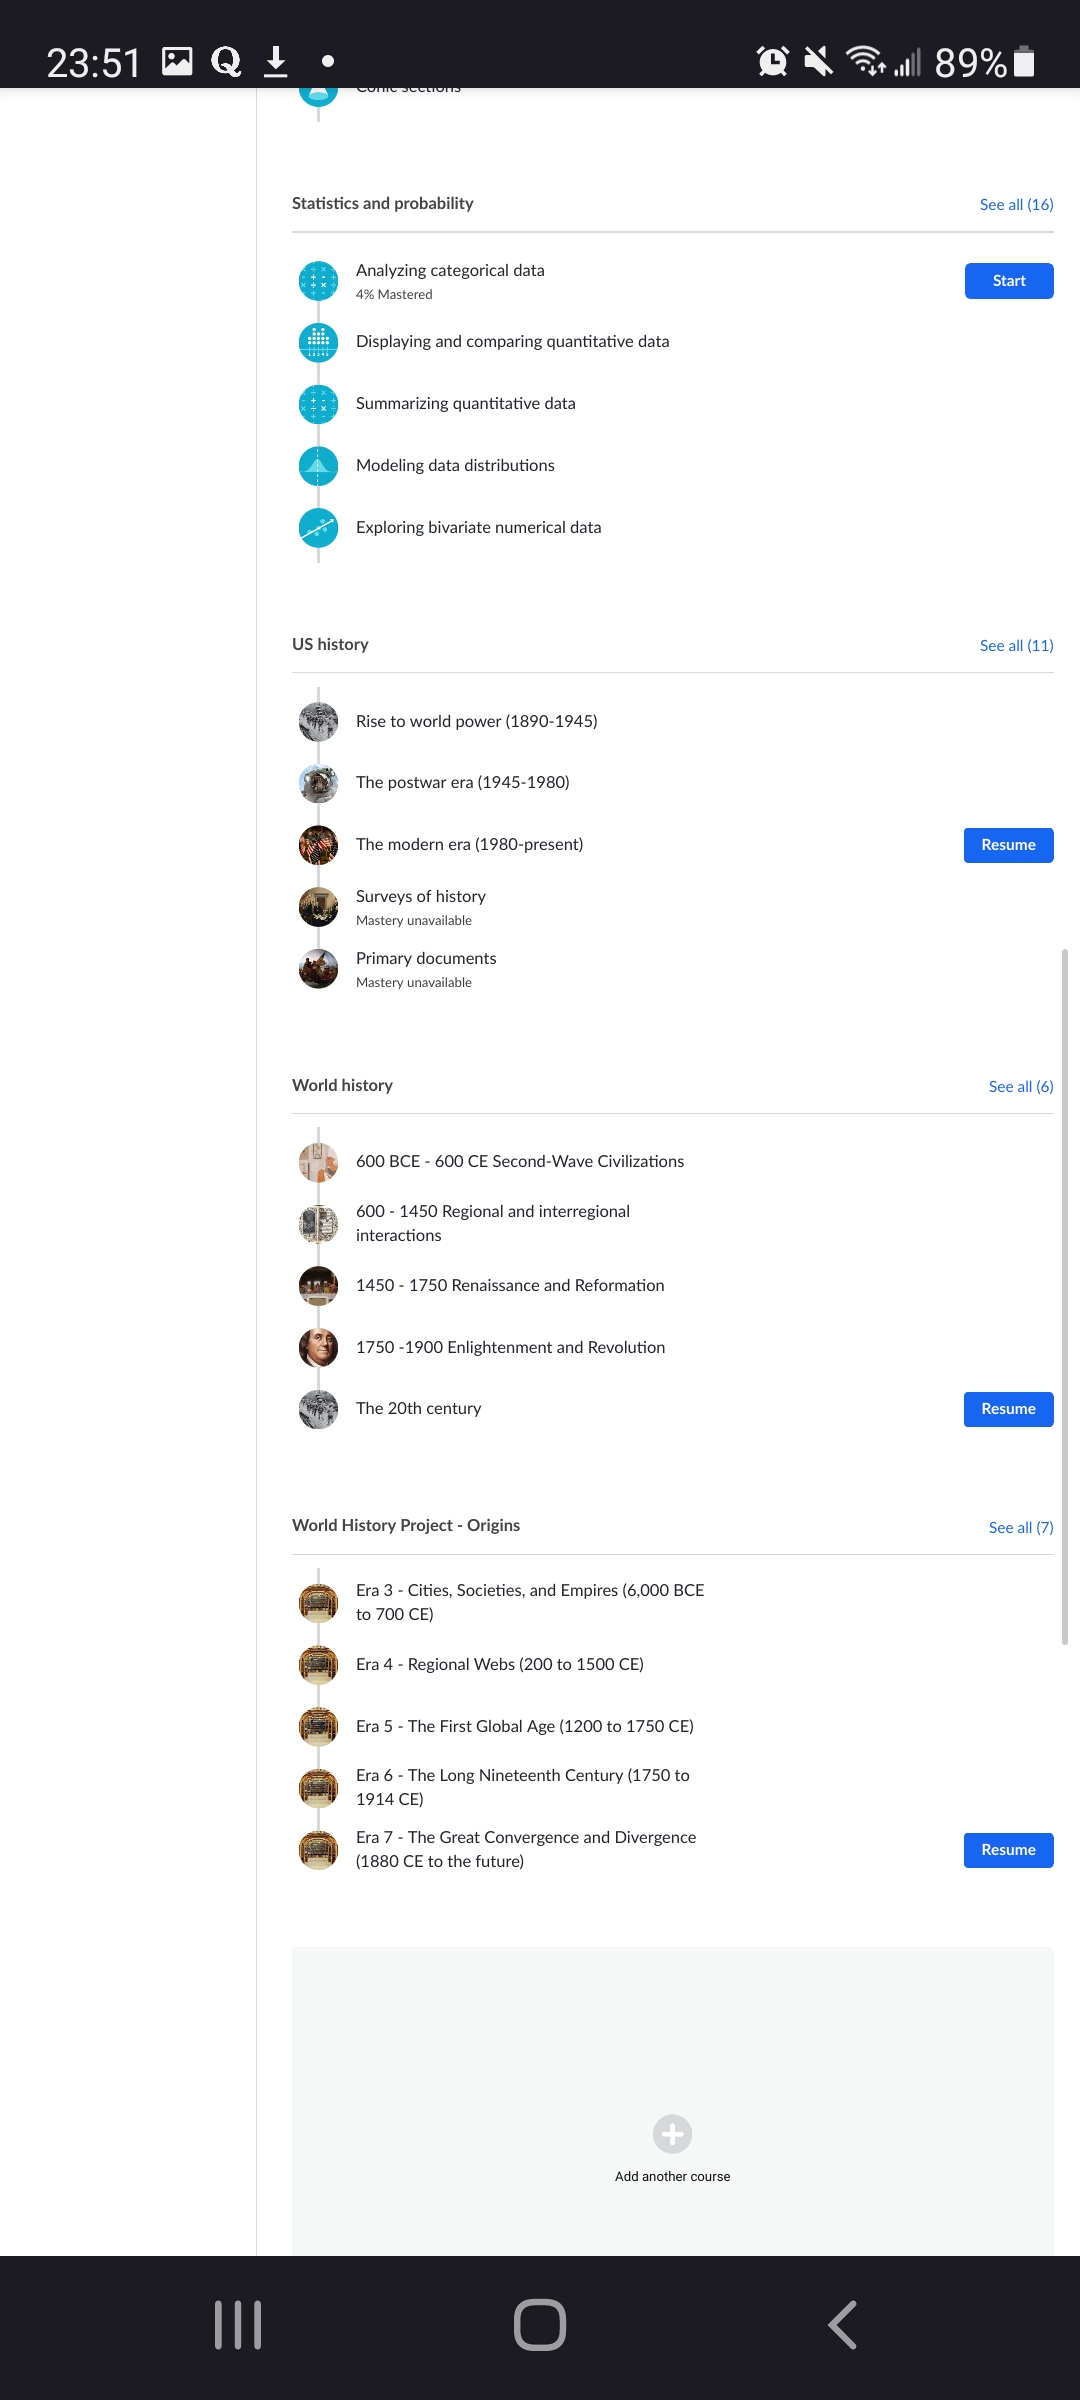 23:51
89%
Conic sections
Statistics and probability
See all (16)
Analyzing categorical data
4% Mastered
Start
Displaying and comparing quantitative data
Summarizing quantitative data
Modeling data distributions
Exploring bivariate numerical data
US history
See all (11)
Rise to world power (1890-1945)
The postwar era (1945-1980)
The modern era (1980-present)
Resume
Surveys of history
Mastery unavailable
Primary documents
Mastery unavailable
World history
See all (6)
600 BCE - 600 CE Second-Wave Civilizations
600 - 1450 Regional and interregional
interactions
1450 - 1750 Renaissance and Reformation
1750 -1900 Enlightenment and Revolution
The 20th century
Resume
World History Project - Origins
See all (7)
Era 3 - Cities, Societies, and Empires (6,000 BCE
to 700 CE)
Era 4 - Regional Webs (200 to 1500 CE)
Era 5 - The First Global Age (1200 to 1750 CE)
Era 6 - The Long Nineteenth Century (1750 to
1914 CE)
Era 7 - The Great Convergence and Divergence
(1880 CE to the future)
Resume
Add another course